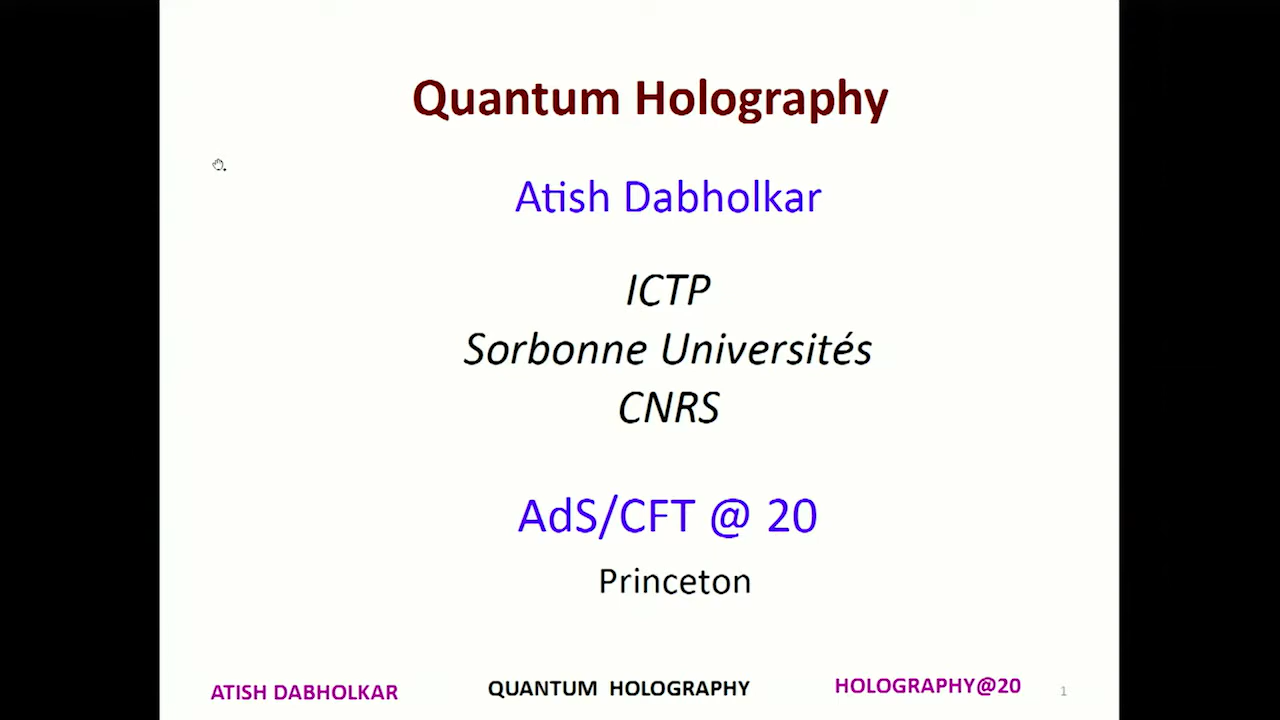 Quantum Holography
Atish Dabholkar
ICTP
Sorbonne Universités
CNRS
AdS/CFT @ 20
Princeton
ATISH DABHOLKAR QUANTUM HOLOGRAPHY HOLOGRAPHY@20 1